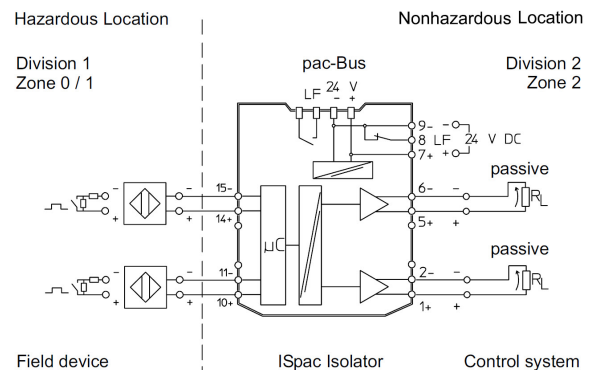 Hazardous Location
Nonhazardous Location
Division 1
Zone 0 / 1
pac-Bus
Division 2
Zone 2
LF 24 V
- +
9- -
8 LF 24 V DC
7+ +
passive
- - 15- 6- - RL
+ + 14+ 5+ +
µC
passive
- - 11- 2- - RL
+ + 10+ 1+ +
Field device
ISpac Isolator
Control system